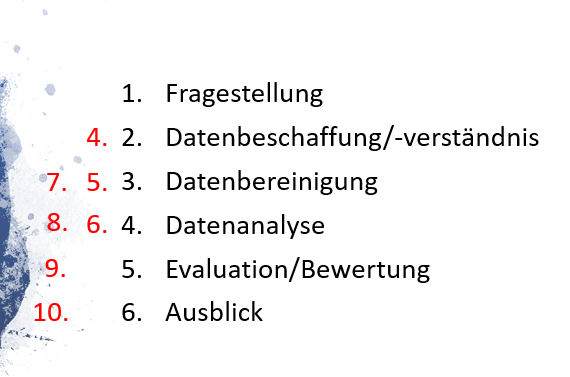 1. Fragestellung
4. 2. Datenbeschaffung/-verständnis
7. 5. 3. Datenbereinigung
8. 6. 4. Datenanalyse
9. 5. Evaluation/Bewertung
10. 6. Ausblick